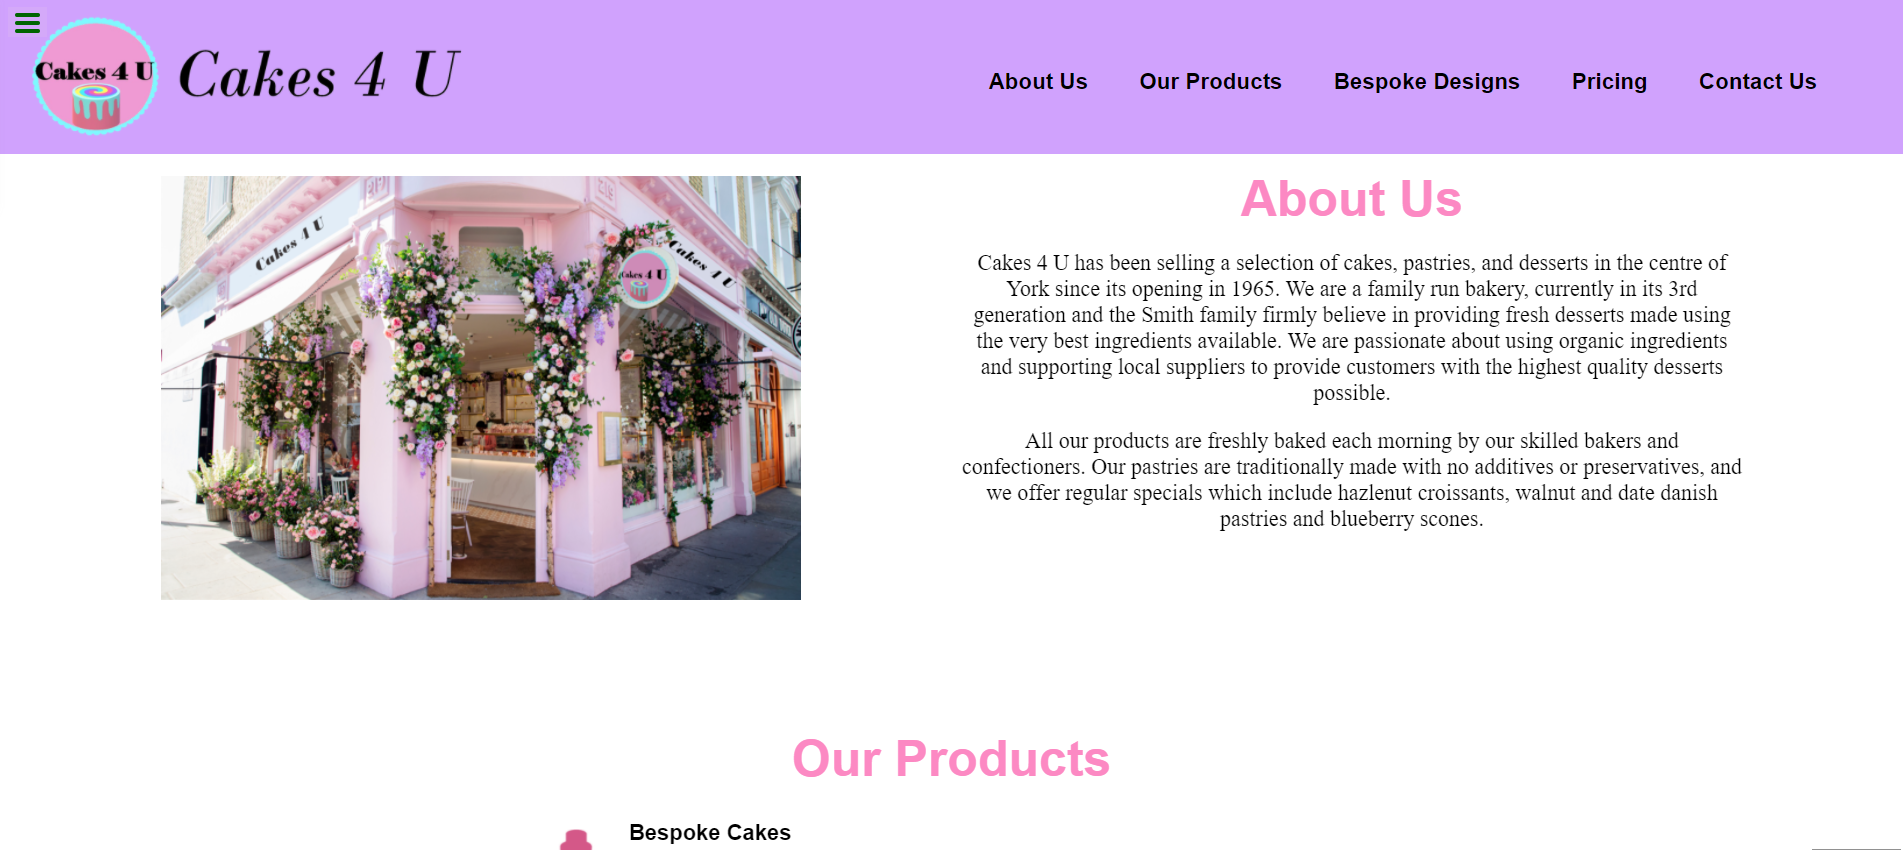 Cakes 4 U
Cakes 4 U
About Us Our Products Bespoke Designs Pricing Contact Us
Cakes 4 U
Cakes 4 U
Cakes 4 U
About Us
Cakes 4 U has been selling a selection of cakes, pastries, and desserts in the centre of
York since its opening in 1965. We are a family run bakery, currently in its 3rd
generation and the Smith family firmly believe in providing fresh desserts made using
the very best ingredients available. We are passionate about using organic ingredients
and supporting local suppliers to provide customers with the highest quality desserts
possible.
All our products are freshly baked each morning by our skilled bakers and
confectioners. Our pastries are traditionally made with no additives or preservatives, and
we offer regular specials which include hazlenut croissants, walnut and date danish
pastries and blueberry scones.
Our Products
Bespoke Cakes